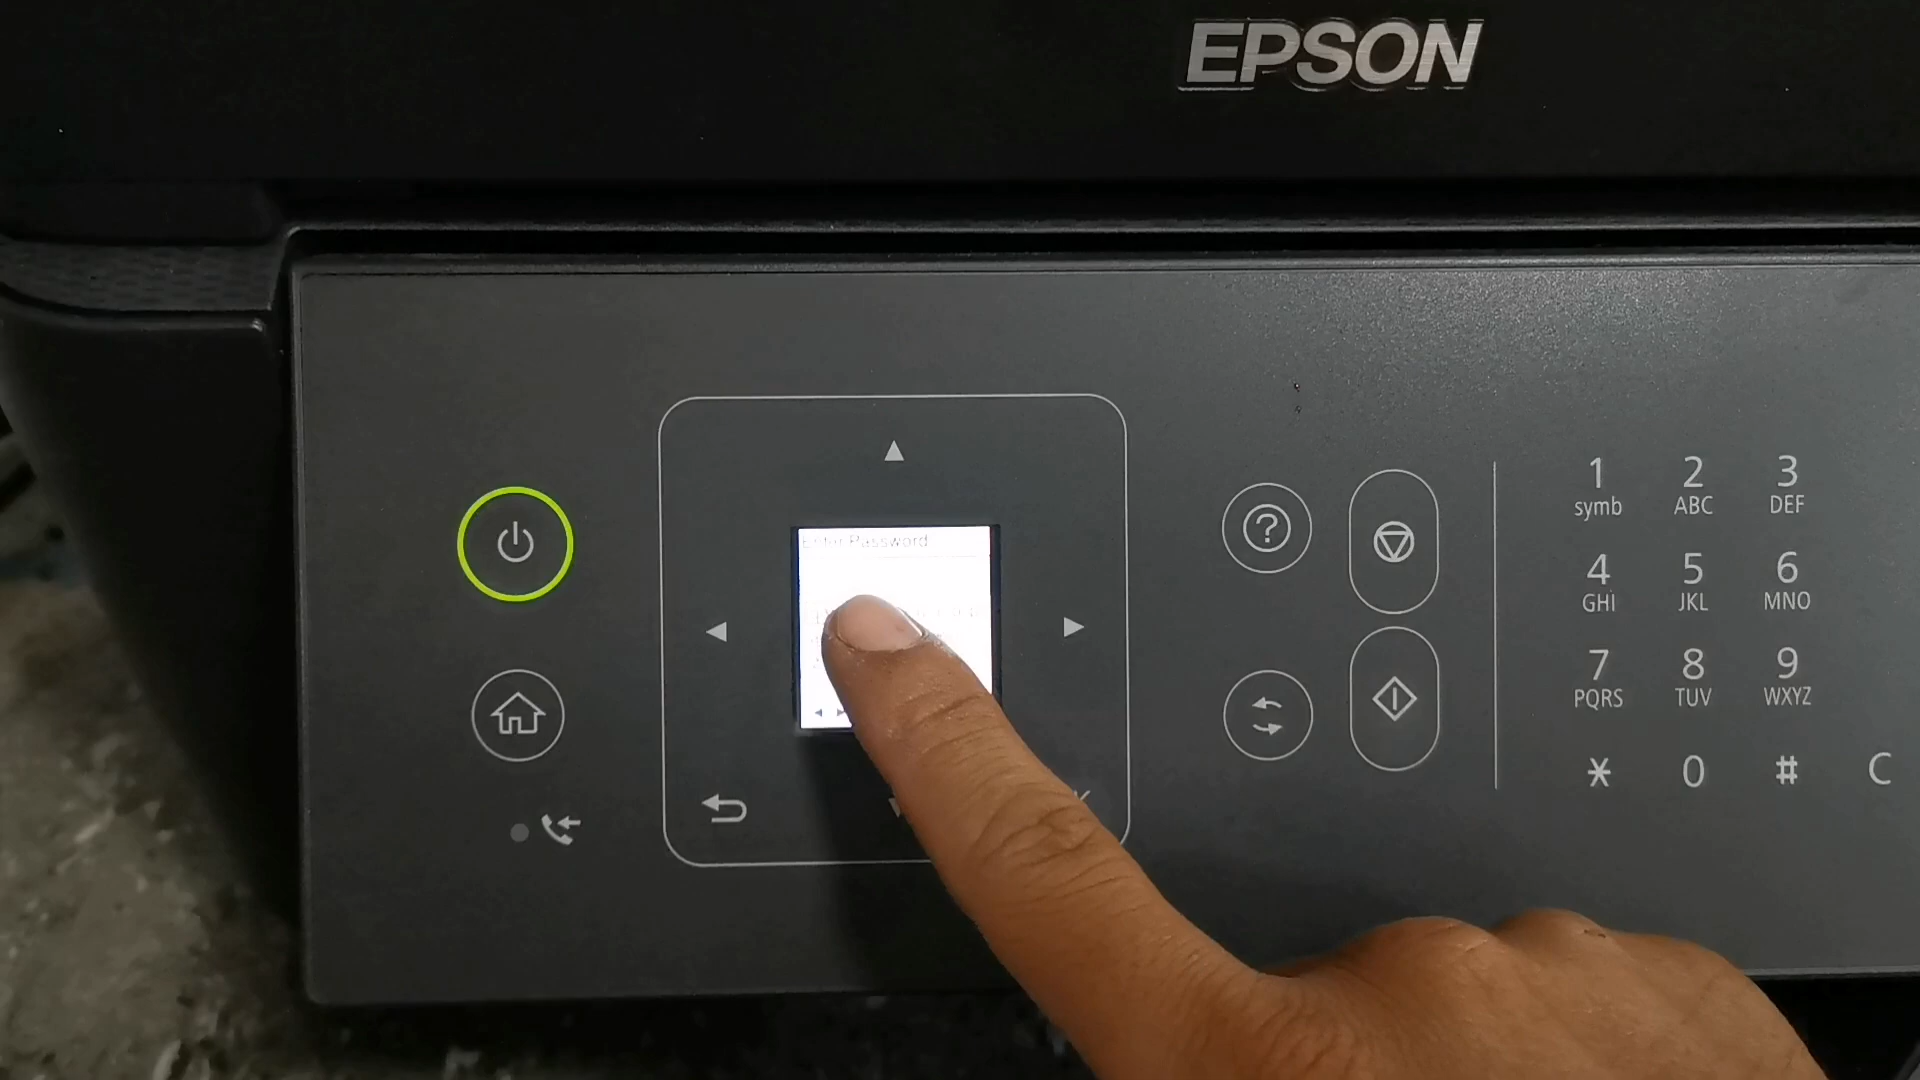 EPSON
Enter Password
1 2 3
symb ABC DEF
4 5 6
GHI JKL MNO
7 8 9
PQRS TUV WXYZ
* 0 # C